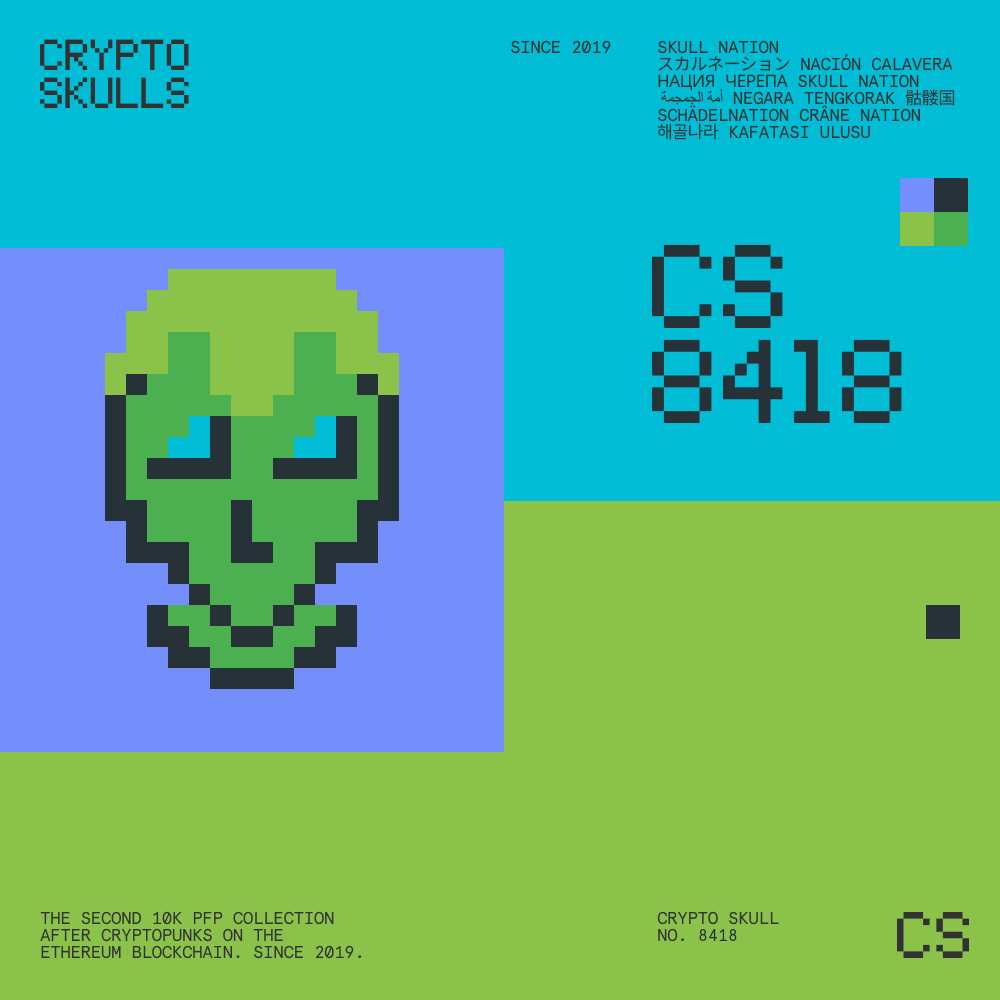 CRYPTO
SKULLS
SINCE 2019
SKULL NATION
スカルネーション NACIÓN CALAVERA
НАЦИЯ ЧЕРЕПА SKULL NATION
أمة الجمجمة NEGARA TENGKORAK 骷髅国
SCHÄDELNATION CRÂNE NATION
해골나라 KAFATASI ULUSU
CS
8418
THE SECOND 10K PFP COLLECTION
AFTER CRYPTOPUNKS ON THE
ETHEREUM BLOCKCHAIN. SINCE 2019.
CRYPTO SKULL
NO. 8418
CS